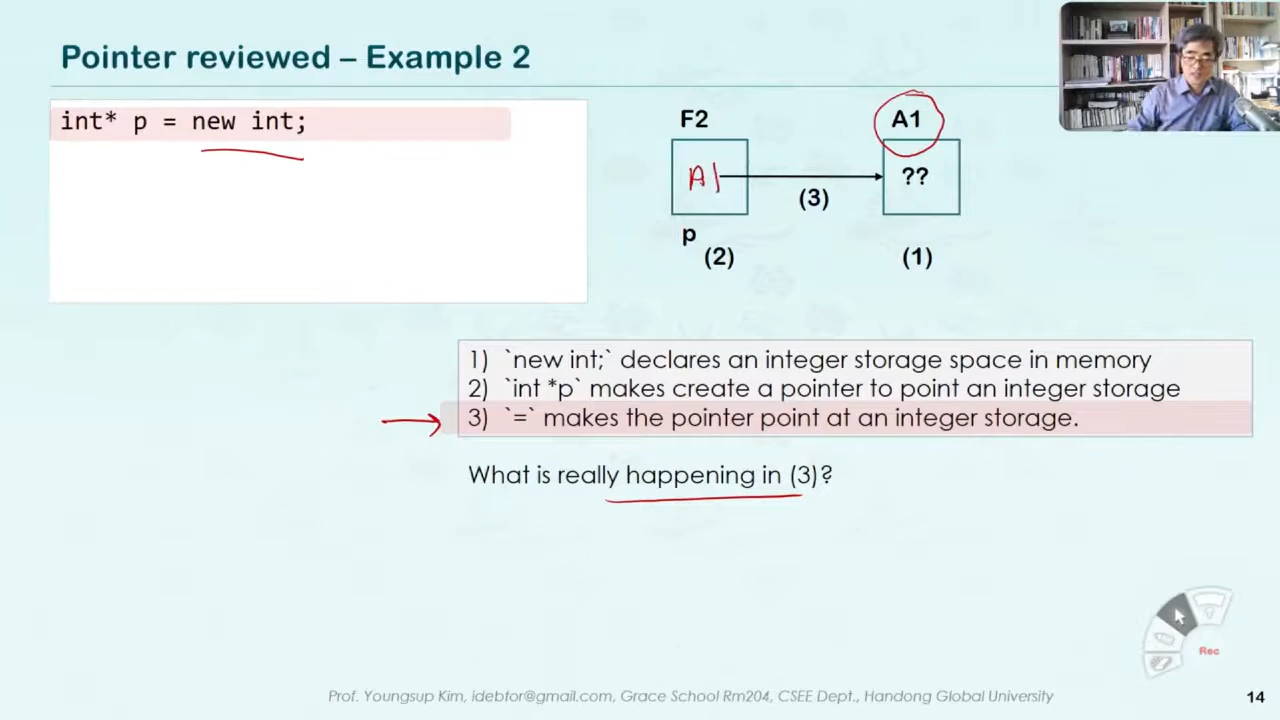 Pointer reviewed – Example 2
int* p = new int;
F2
A1
A1
??
(3)
p
(2)
(1)
1) `new int;` declares an integer storage space in memory
2) `int *p` makes create a pointer to point an integer storage
3) `=` makes the pointer point at an integer storage.
What is really happening in (3)?
Rec
Prof. Youngsup Kim, idebtor@gmail.com, Grace School Rm204, CSEE Dept., Handong Global University
14